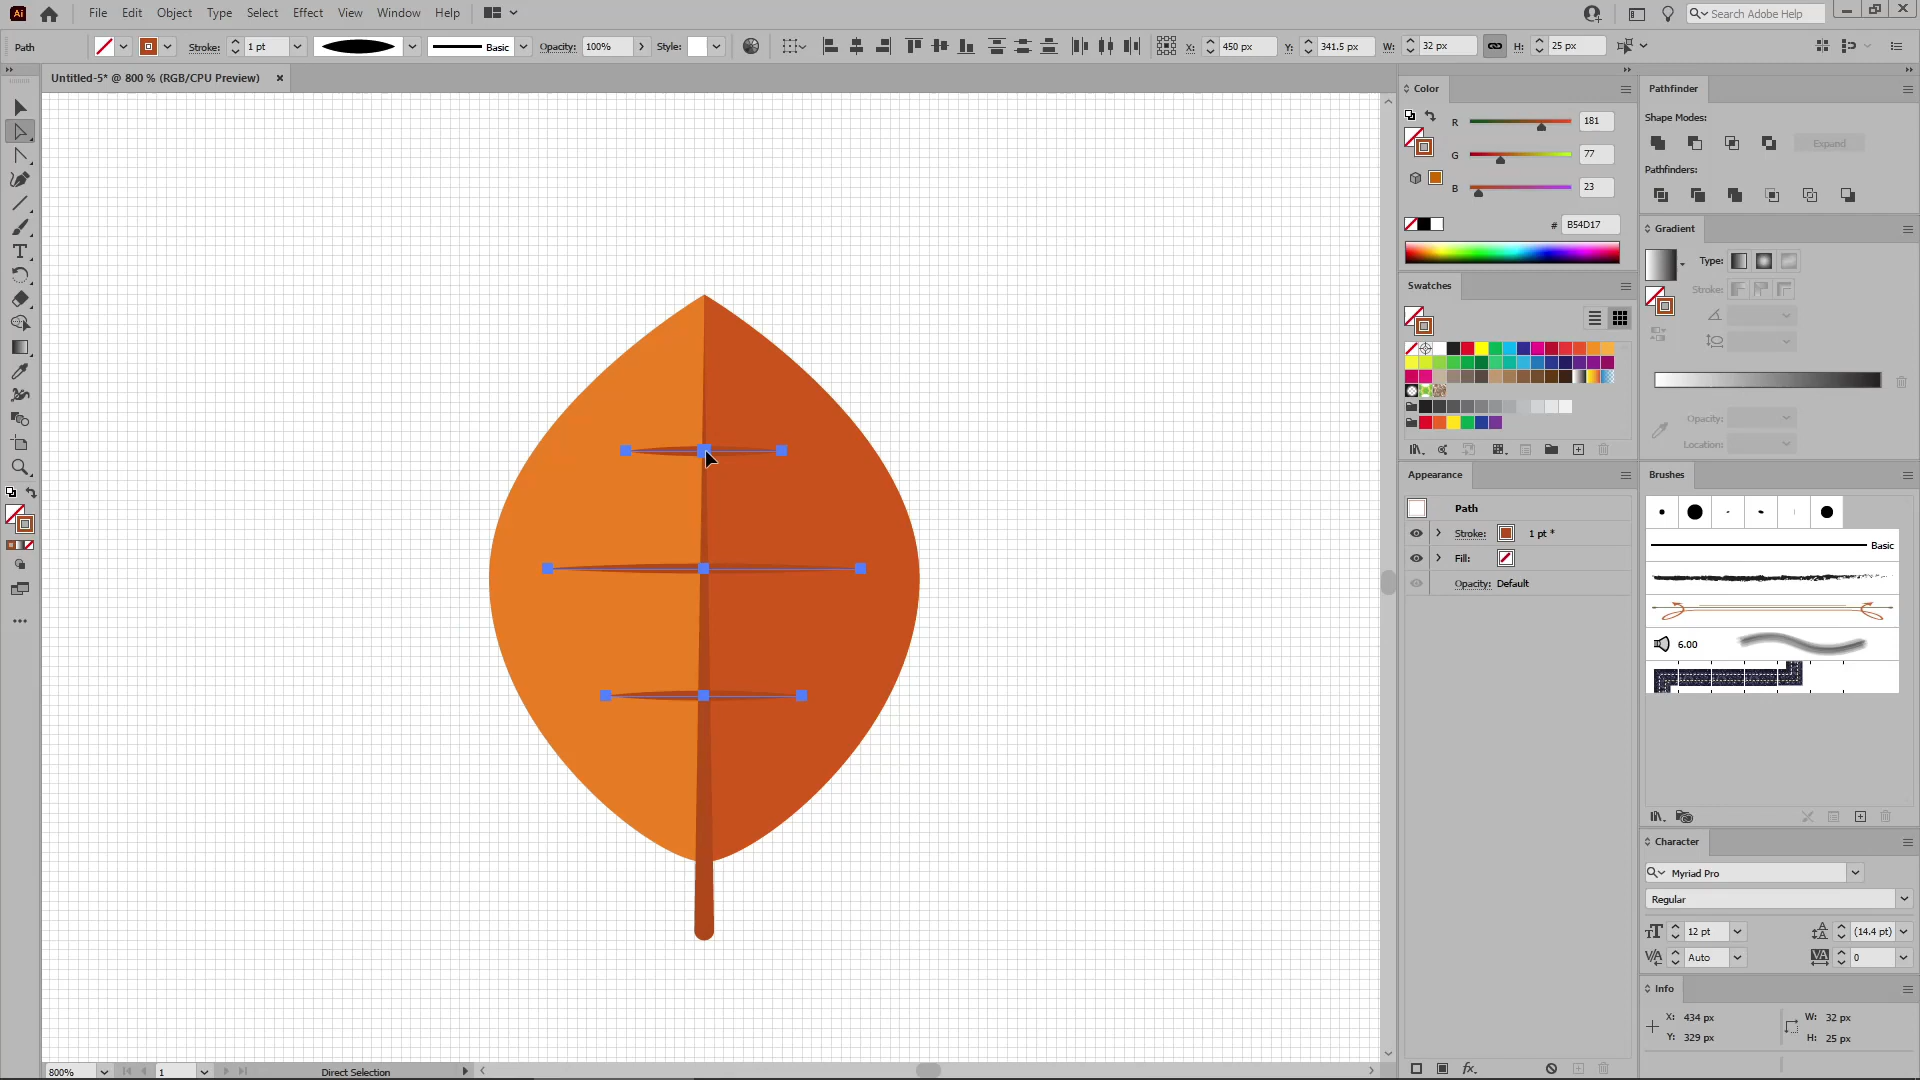 Ai File Edit Object Type Select Effect View Window Help Search Adobe Help
Path Stroke: 1 pt Basic Opacity: 100% Style: X: 450 px Y: 341.5 px W: 32 px H: 25 px
Untitled-5* @ 800 % (RGB/CPU Preview)
Color
R 181
G 77
B 23
# B54D17
Swatches
Appearance
Path
Stroke: 1 pt *
Fill:
Opacity: Default
fx
Pathfinder
Shape Modes:
Expand
Pathfinders:
Gradient
Type:
Stroke:
Opacity:
Location:
Brushes
Basic
6.00
Character
Myriad Pro
Regular
12 pt (14.4 pt)
Auto 0
Info
X: 434 px W: 32 px
Y: 329 px H: 25 px
800% 1 Direct Selection